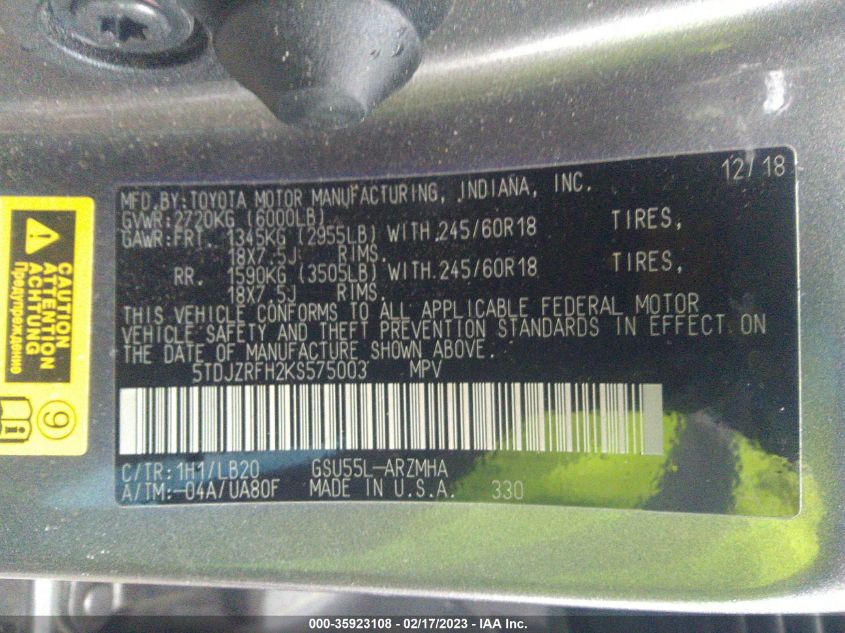 12/18
MFD.BY:TOYOTA MOTOR MANUFACTURING, INDIANA, INC.
GVWR:2720KG (6000LB)
GAWR:FRT. 1345KG (2955LB) WITH 245/60R18 TIRES,
18X7.5J RIMS.
RR. 1590KG (3505LB) WITH 245/60R18 TIRES,
18X7.5J RIMS.
THIS VEHICLE CONFORMS TO ALL APPLICABLE FEDERAL MOTOR
VEHICLE SAFETY AND THEFT PREVENTION STANDARDS IN EFFECT ON
THE DATE OF MANUFACTURE SHOWN ABOVE.
5TDJZRFH2KS575003 MPV
C/TR:1H1/LB20 GSU55L-ARZMHA
A/TM:-04A/UA80F MADE IN U.S.A. 330
CAUTION
ATTENTION
ACHTUNG
Предупреждение
9
000-35923108 - 02/17/2023 - IAA Inc.